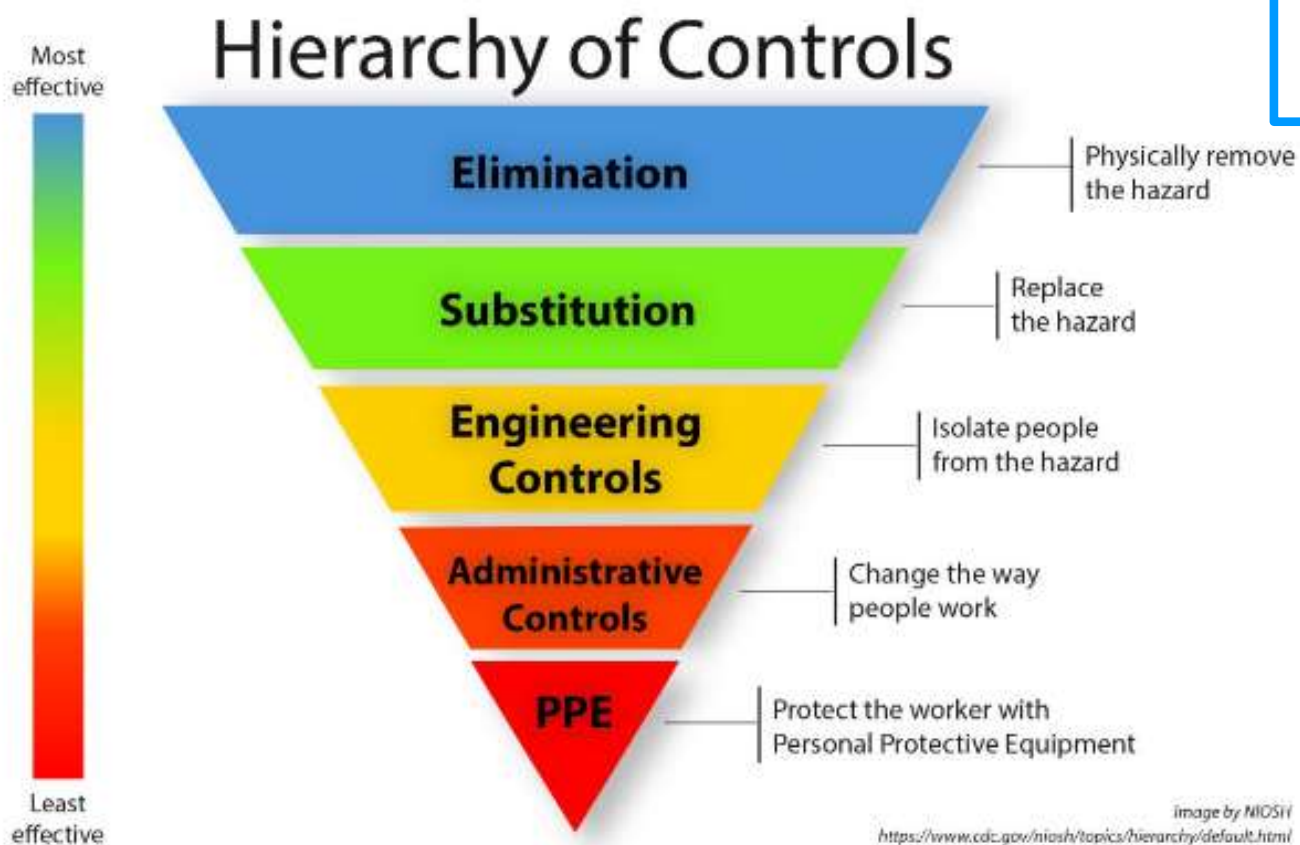 Hierarchy of Controls
Most
effective
Elimination
Physically remove
the hazard
Substitution
Replace
the hazard
Engineering
Controls
Isolate people
from the hazard
Administrative
Controls
Change the way
people work
PPE
Protect the worker with
Personal Protective Equipment
Least
effective
Image by NIOSH
https://www.cdc.gov/niosh/topics/hierarchy/default.html